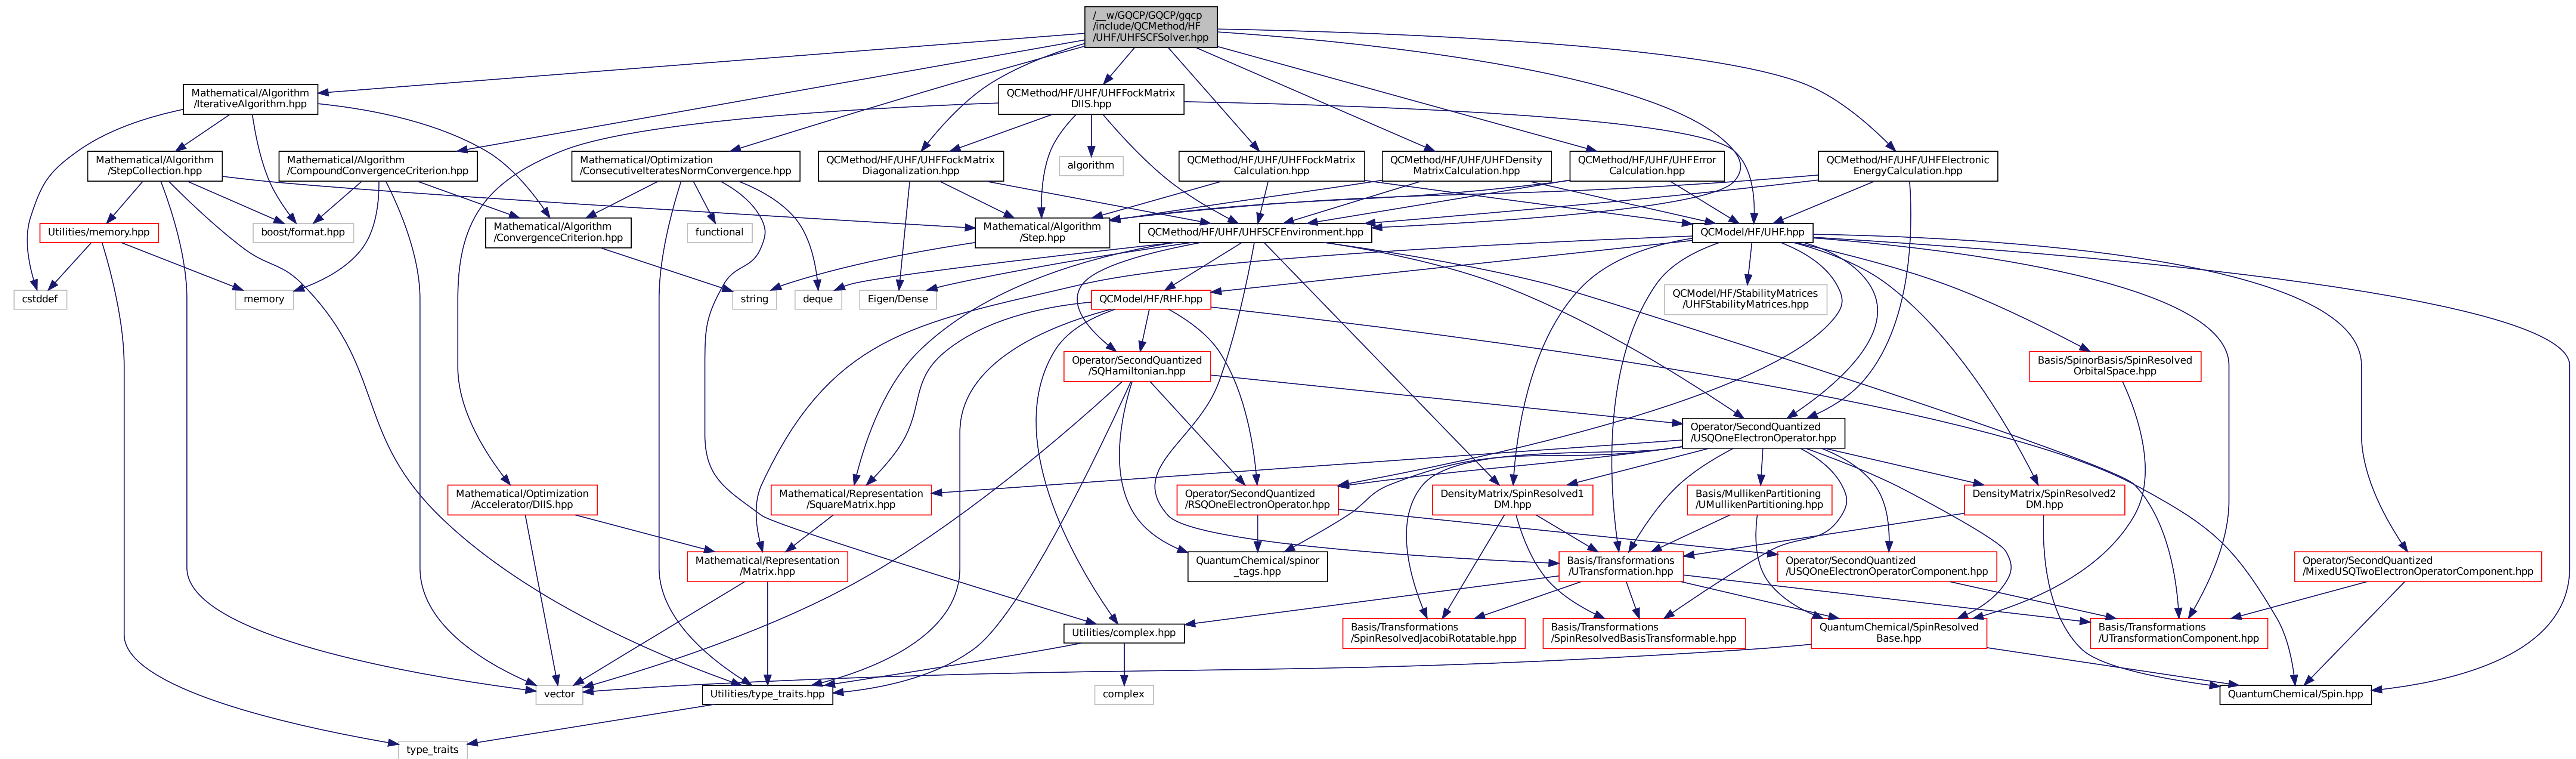 /__w/GQCP/GQCP/gqcp
/include/QCMethod/HF
/UHF/UHFSCFSolver.hpp
Mathematical/Algorithm
/IterativeAlgorithm.hpp
QCMethod/HF/UHF/UHFFockMatrix
DIIS.hpp
Mathematical/Algorithm
/StepCollection.hpp
Mathematical/Algorithm
/CompoundConvergenceCriterion.hpp
Mathematical/Optimization
/ConsecutiveIteratesNormConvergence.hpp
QCMethod/HF/UHF/UHFFockMatrix
Diagonalization.hpp
algorithm
QCMethod/HF/UHF/UHFFockMatrix
Calculation.hpp
QCMethod/HF/UHF/UHFDensity
MatrixCalculation.hpp
QCMethod/HF/UHF/UHFError
Calculation.hpp
QCMethod/HF/UHF/UHFElectronic
EnergyCalculation.hpp
Utilities/memory.hpp
boost/format.hpp
Mathematical/Algorithm
/ConvergenceCriterion.hpp
functional
Mathematical/Algorithm
/Step.hpp
QCMethod/HF/UHF/UHFSCFEnvironment.hpp
QCModel/HF/UHF.hpp
cstddef
memory
string
deque
Eigen/Dense
QCModel/HF/RHF.hpp
QCModel/HF/StabilityMatrices
/UHFStabilityMatrices.hpp
Operator/SecondQuantized
/SQHamiltonian.hpp
Basis/SpinorBasis/SpinResolved
OrbitalSpace.hpp
Operator/SecondQuantized
/USQOneElectronOperator.hpp
Mathematical/Optimization
/Accelerator/DIIS.hpp
Mathematical/Representation
/SquareMatrix.hpp
Operator/SecondQuantized
/RSQOneElectronOperator.hpp
DensityMatrix/SpinResolved1
DM.hpp
Basis/MullikenPartitioning
/UMullikenPartitioning.hpp
DensityMatrix/SpinResolved2
DM.hpp
Mathematical/Representation
/Matrix.hpp
QuantumChemical/spinor
_tags.hpp
Basis/Transformations
/UTransformation.hpp
Operator/SecondQuantized
/USQOneElectronOperatorComponent.hpp
Operator/SecondQuantized
/MixedUSQTwoElectronOperatorComponent.hpp
Utilities/complex.hpp
Basis/Transformations
/SpinResolvedJacobiRotatable.hpp
Basis/Transformations
/SpinResolvedBasisTransformable.hpp
QuantumChemical/SpinResolved
Base.hpp
Basis/Transformations
/UTransformationComponent.hpp
vector
Utilities/type_traits.hpp
complex
QuantumChemical/Spin.hpp
type_traits